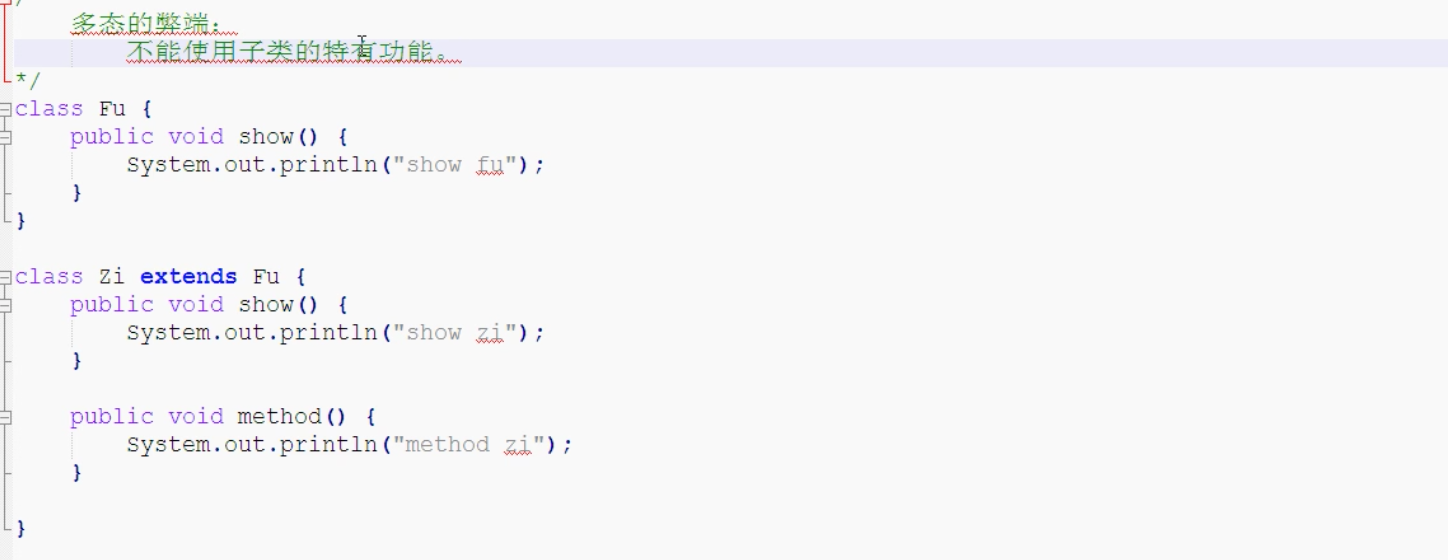 多态的弊端：
不能使用子类的特有功能。
*/
class Fu {
public void show() {
System.out.println("show fu");
}
}
class Zi extends Fu {
public void show() {
System.out.println("show zi");
}
public void method() {
System.out.println("method zi");
}
}